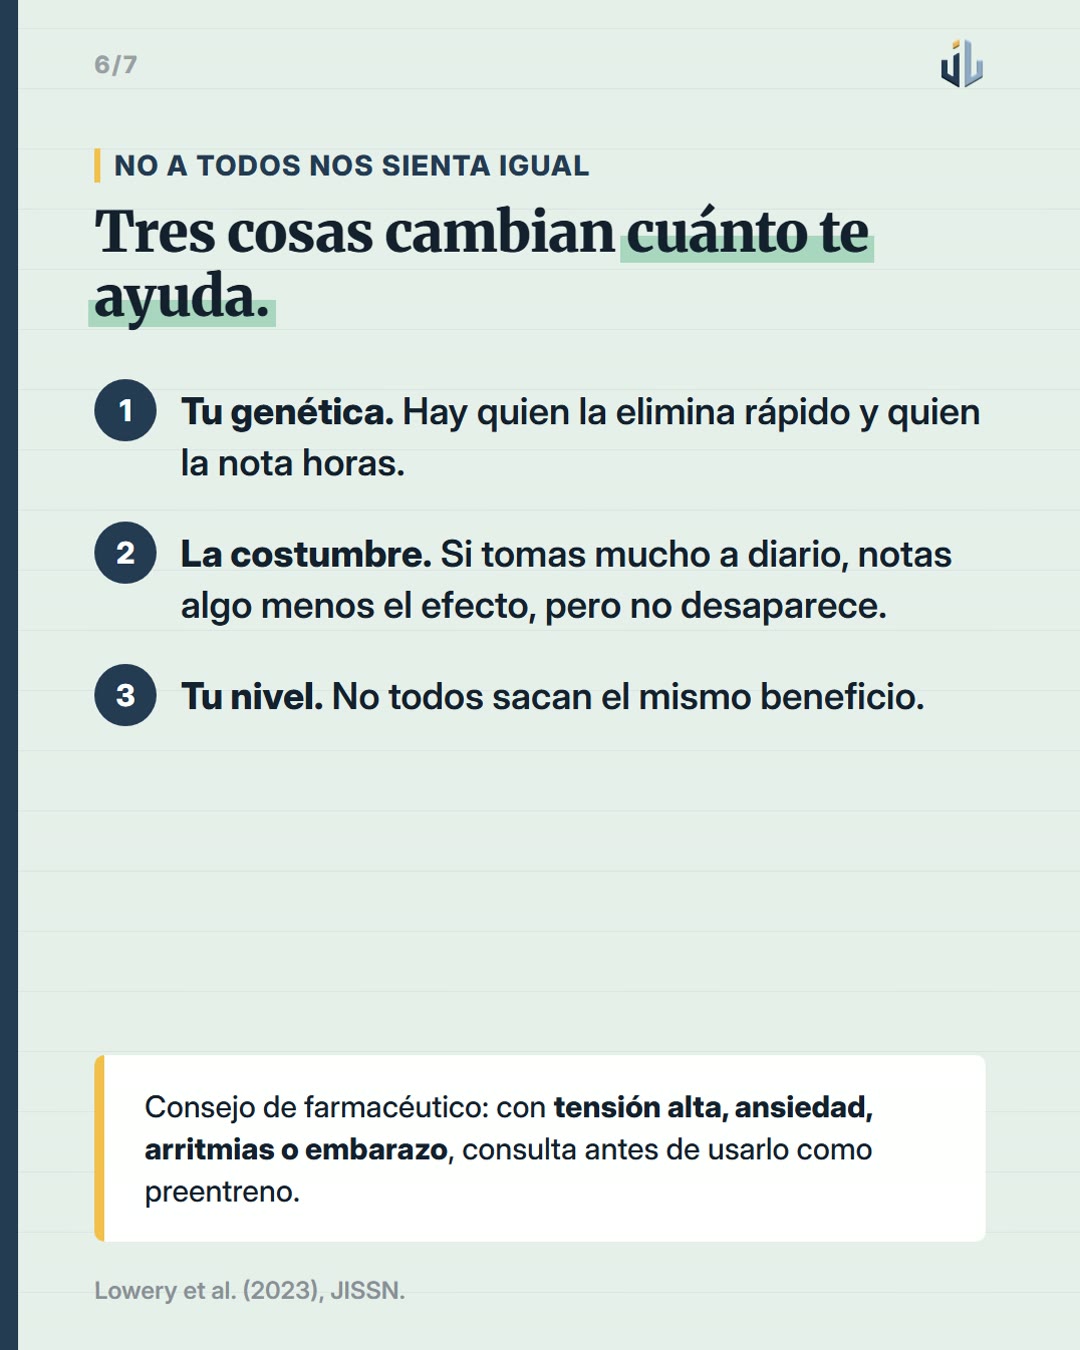 6/7
NO A TODOS NOS SIENTA IGUAL
Tres cosas cambian cuánto te
ayuda.
1 Tu genética. Hay quien la elimina rápido y quien
la nota horas.
2 La costumbre. Si tomas mucho a diario, notas
algo menos el efecto, pero no desaparece.
3 Tu nivel. No todos sacan el mismo beneficio.
Consejo de farmacéutico: con tensión alta, ansiedad,
arritmias o embarazo, consulta antes de usarlo como
preentreno.
Lowery et al. (2023), JISSN.